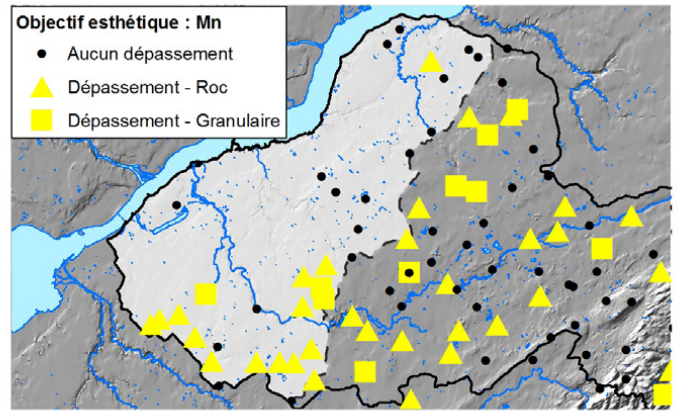 Objectif esthétique : Mn
Aucun dépassement
Dépassement - Roc
Dépassement - Granulaire